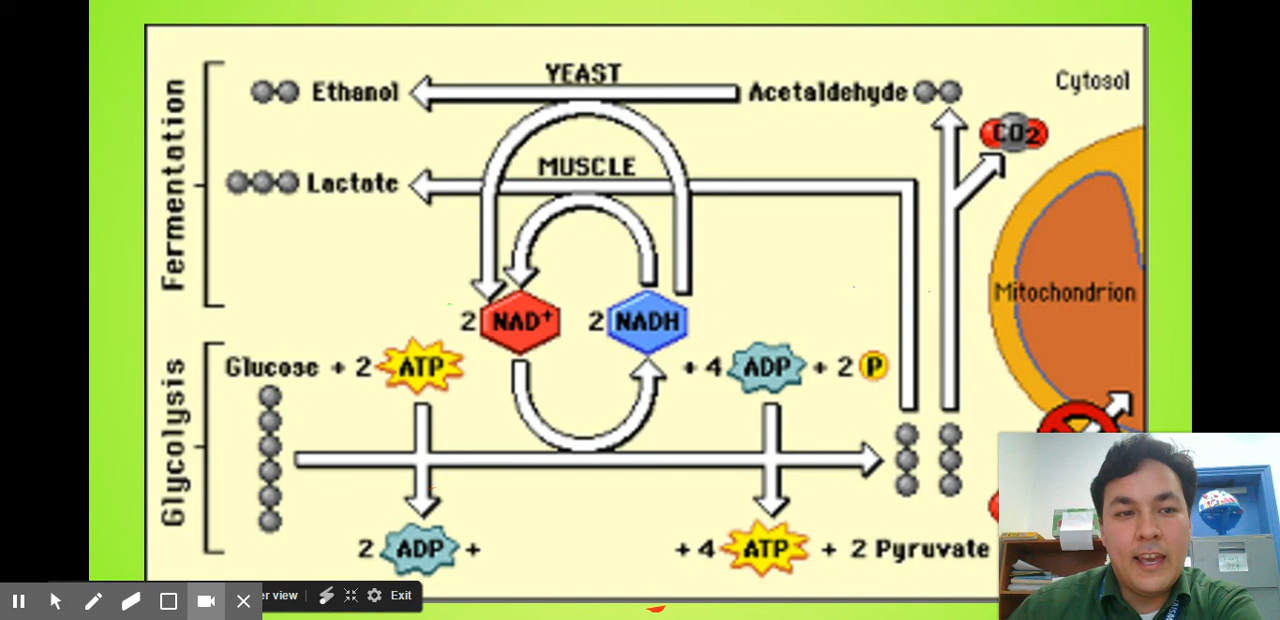 YEAST
Ethanol
Acetaldehyde
Cytosol
CO2
Fermentation
MUSCLE
Lactate
Mitochondrion
2 NAD+
2 NADH
Glycolysis
Glucose + 2 ATP
+ 4 ADP + 2 P
2 ADP +
+ 4 ATP + 2 Pyruvate
er view
Exit